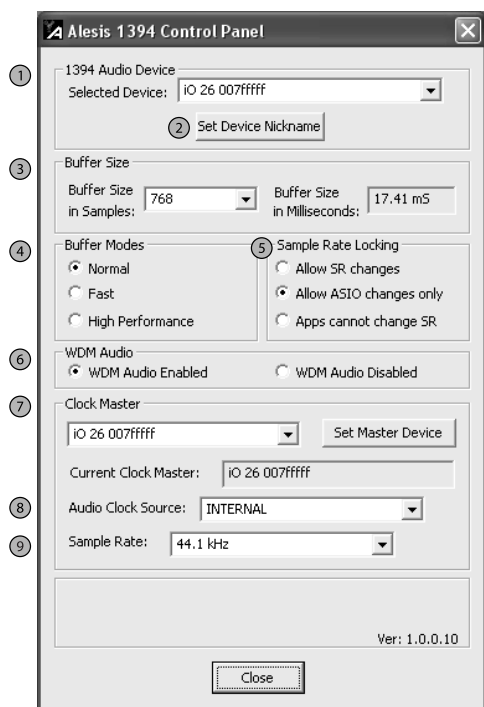 Alesis 1394 Control Panel
1 1394 Audio Device
Selected Device: iO 26 007fffff
2 Set Device Nickname
3 Buffer Size
Buffer Size in Samples: 768 Buffer Size in Milliseconds: 17.41 mS
4 Buffer Modes
Normal
Fast
High Performance
5 Sample Rate Locking
Allow SR changes
Allow ASIO changes only
Apps cannot change SR
6 WDM Audio
WDM Audio Enabled WDM Audio Disabled
7 Clock Master
iO 26 007fffff Set Master Device
Current Clock Master: iO 26 007fffff
8 Audio Clock Source: INTERNAL
9 Sample Rate: 44.1 kHz
Ver: 1.0.0.10
Close